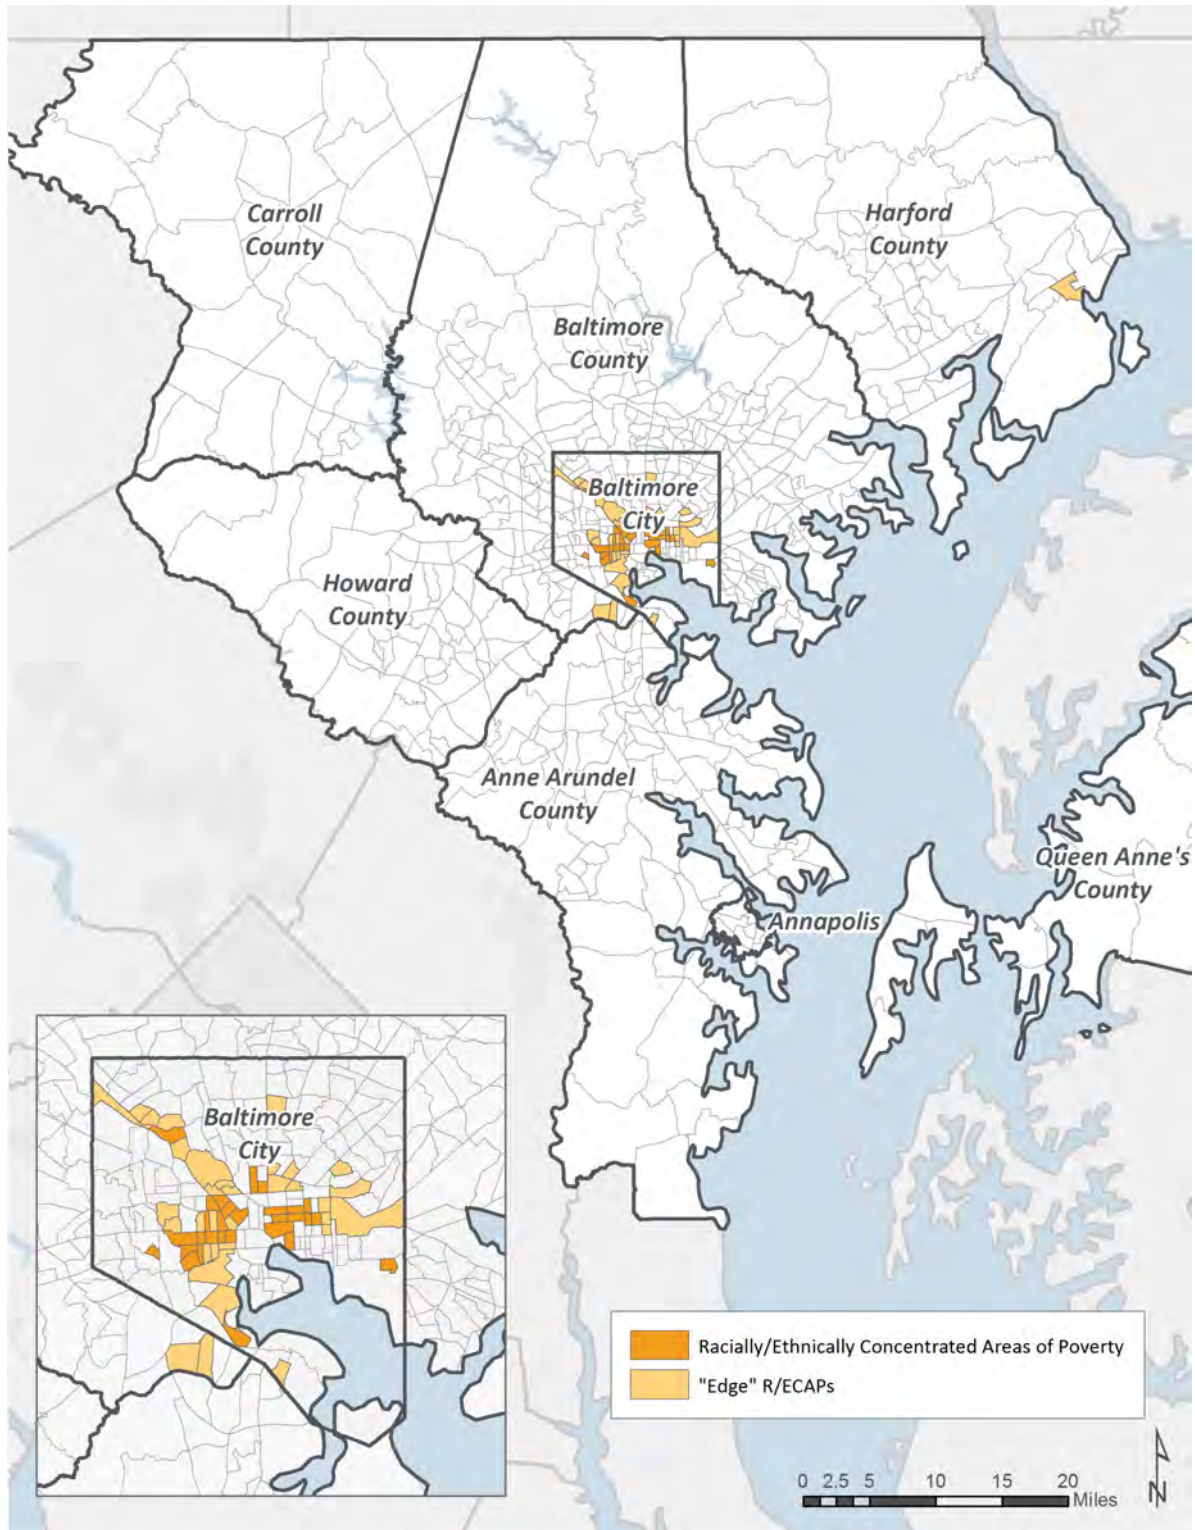 Carroll
County
Harford
County
Baltimore
County
Baltimore
City
Howard
County
Anne Arundel
County
Queen Anne's
County
Annapolis
Baltimore
City
Racially/Ethnically Concentrated Areas of Poverty
"Edge" R/ECAPs
N
0 2.5 5 10 15 20
Miles